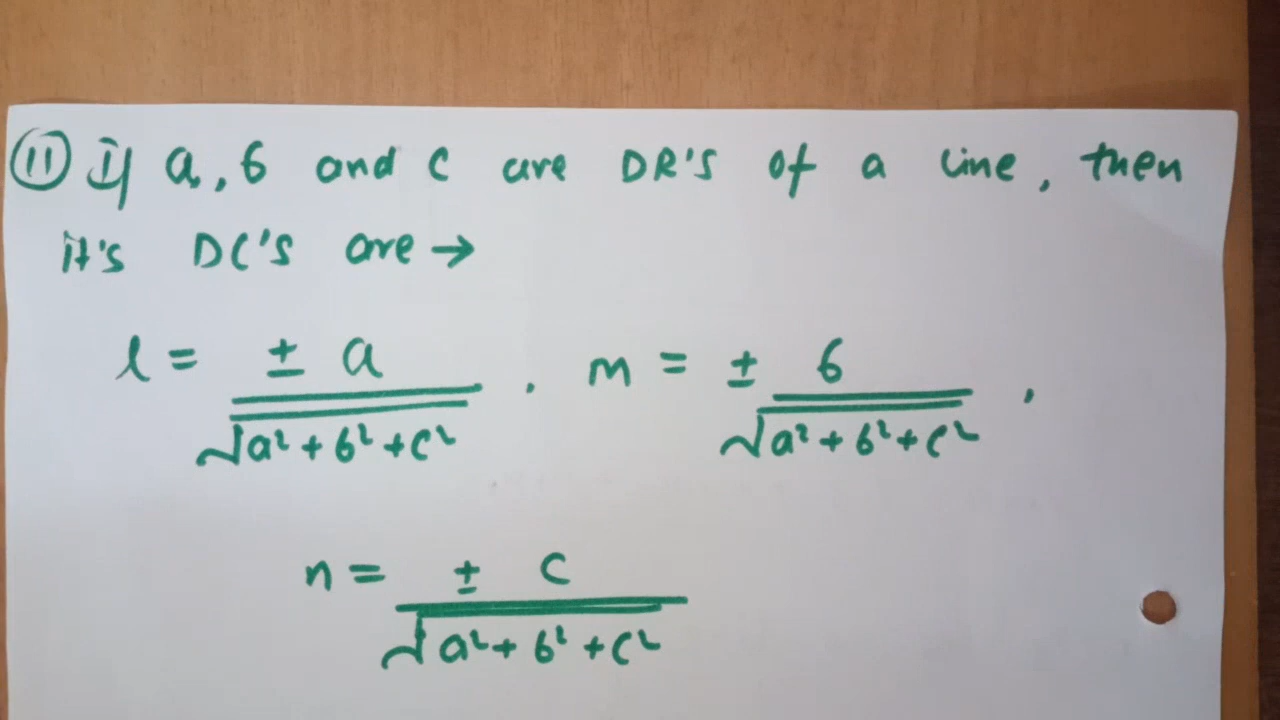 ⑪ If a, b and c are DR'S of a line, then
it's DC'S are →
l = ± a / √a² + b² + c² , m = ± b / √a² + b² + c² ,
n = ± c / √a² + b² + c²